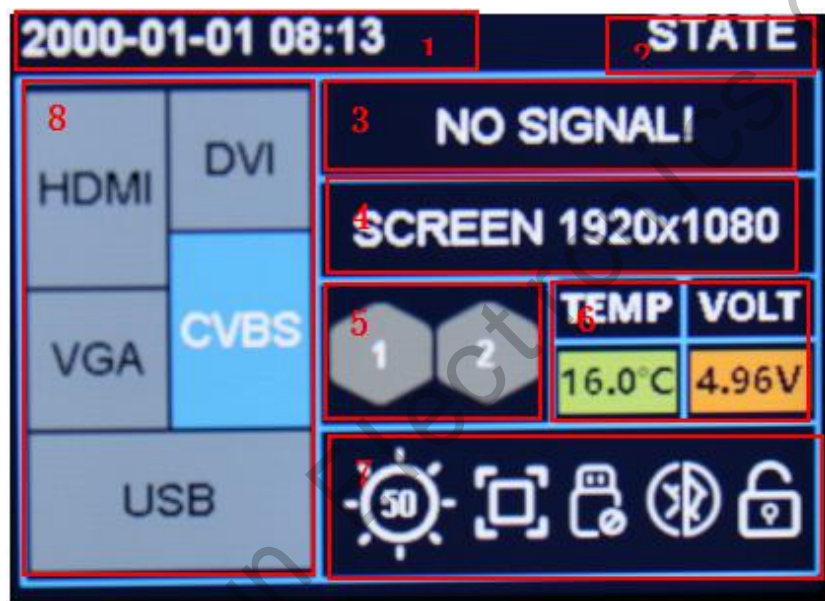 2000-01-01 08:13 1
STATE 2
8
HDMI
DVI
CVBS
VGA
USB
3 NO SIGNAL!
4 SCREEN 1920x1080
5
1 2
6
TEMP VOLT
16.0°C 4.96V
7
50
n Electronics